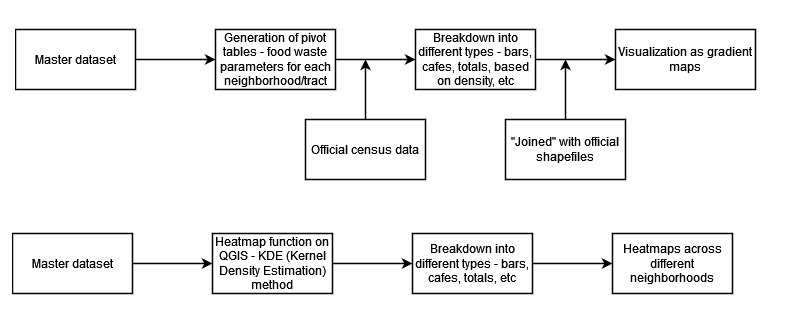 Master dataset
Generation of pivot
tables - food waste
parameters for each
neighborhood/tract
Breakdown into
different types - bars,
cafes, totals, based
on density, etc
Visualization as gradient
maps
Official census data
"Joined" with official
shapefiles
Master dataset
Heatmap function on
QGIS - KDE (Kernel
Density Estimation)
method
Breakdown into
different types - bars,
cafes, totals, etc
Heatmaps across
different
neighborhoods